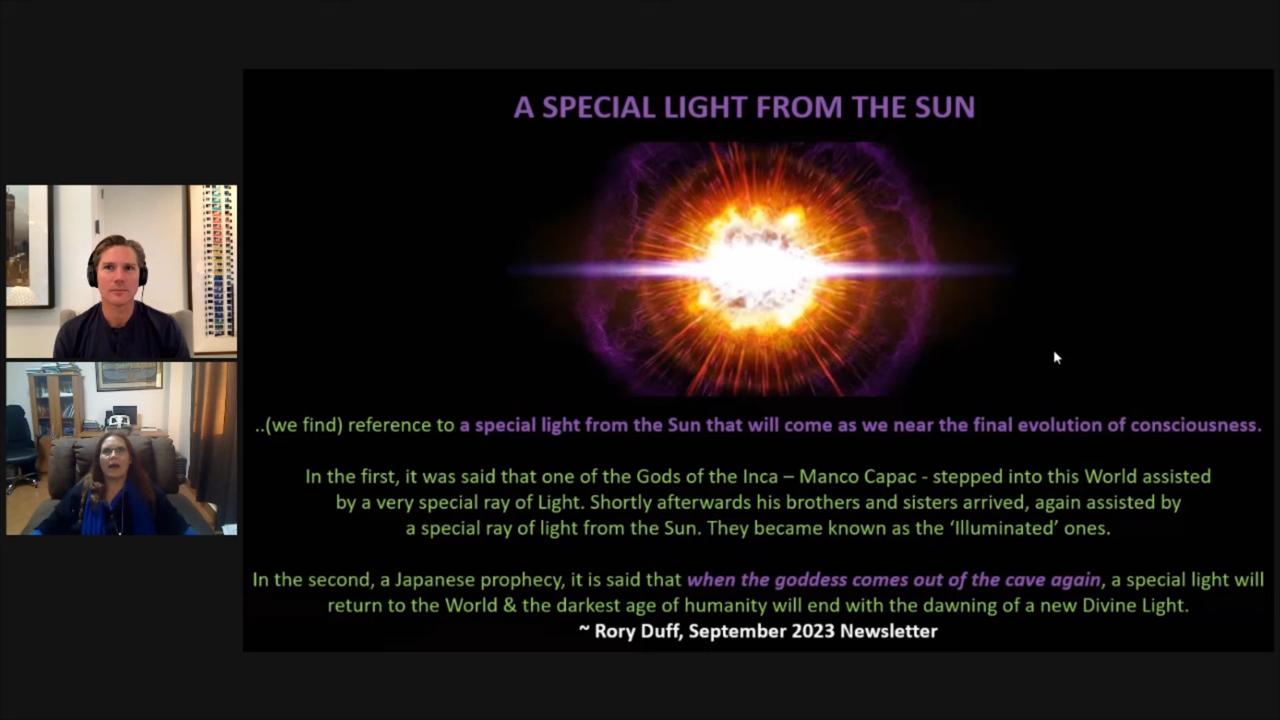 A SPECIAL LIGHT FROM THE SUN
..(we find) reference to a special light from the Sun that will come as we near the final evolution of consciousness.
In the first, it was said that one of the Gods of the Inca – Manco Capac - stepped into this World assisted
by a very special ray of Light. Shortly afterwards his brothers and sisters arrived, again assisted by
a special ray of light from the Sun. They became known as the ‘Illuminated’ ones.
In the second, a Japanese prophecy, it is said that when the goddess comes out of the cave again, a special light will
return to the World & the darkest age of humanity will end with the dawning of a new Divine Light.
~ Rory Duff, September 2023 Newsletter